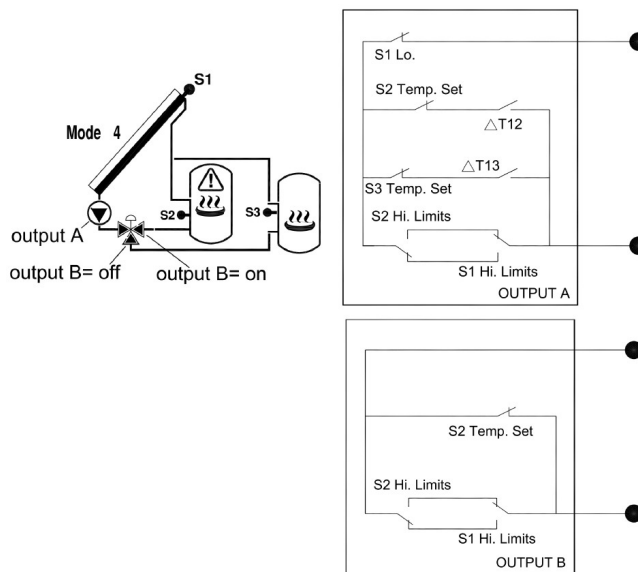 S1
Mode 4
S2
S3
output A
output B= off
output B= on
S1 Lo.
S2 Temp. Set
△T12
△T13
S3 Temp. Set
S2 Hi. Limits
S1 Hi. Limits
OUTPUT A
S2 Temp. Set
S2 Hi. Limits
S1 Hi. Limits
OUTPUT B